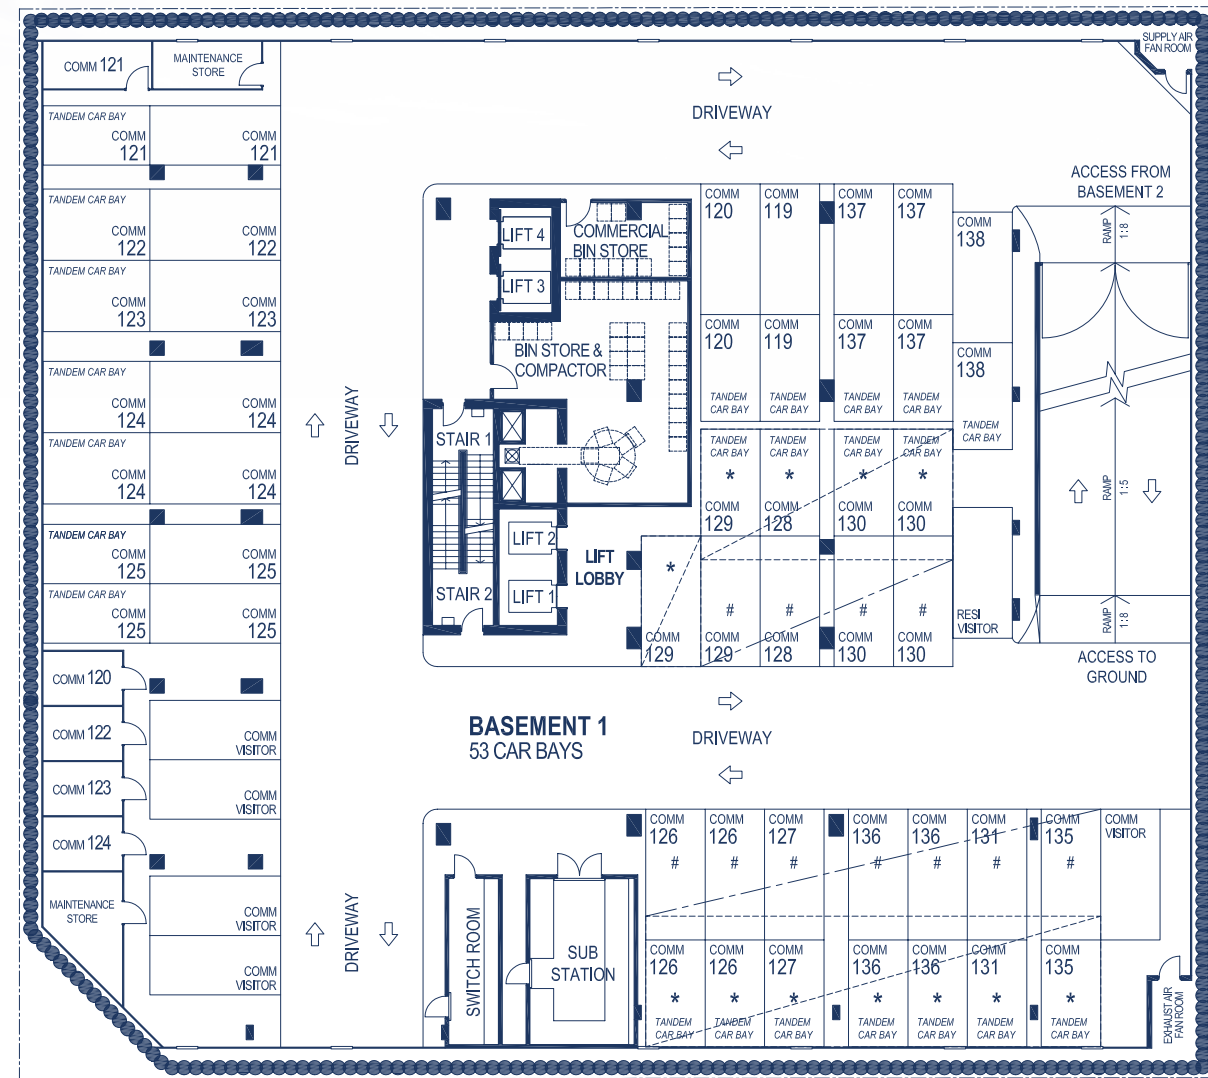 COMM 121
MAINTENANCE
STORE
SUPPLY AIR
FAN ROOM
TANDEM CAR BAY
COMM
121
COMM
121
TANDEM CAR BAY
COMM
122
COMM
122
TANDEM CAR BAY
COMM
123
COMM
123
TANDEM CAR BAY
COMM
124
COMM
124
TANDEM CAR BAY
COMM
124
COMM
124
TANDEM CAR BAY
COMM
125
COMM
125
TANDEM CAR BAY
COMM
125
COMM
125
COMM 120
COMM 122
COMM 123
COMM 124
MAINTENANCE
STORE
COMM
VISITOR
COMM
VISITOR
COMM
VISITOR
COMM
VISITOR
DRIVEWAY
DRIVEWAY
DRIVEWAY
LIFT 4
LIFT 3
COMMERCIAL
BIN STORE
BIN STORE &
COMPACTOR
STAIR 1
STAIR 2
LIFT 2
LIFT 1
LIFT
LOBBY
COMM
120
COMM
119
COMM
137
COMM
137
COMM
138
COMM
120
COMM
119
COMM
137
COMM
137
COMM
138
TANDEM
CAR BAY
TANDEM
CAR BAY
TANDEM
CAR BAY
TANDEM
CAR BAY
TANDEM
CAR BAY
TANDEM
CAR BAY
TANDEM
CAR BAY
TANDEM
CAR BAY
TANDEM
CAR BAY
* * * *
COMM
129
COMM
128
COMM
130
COMM
130
*
# # # #
COMM
129
COMM
129
COMM
128
COMM
130
COMM
130
RESI
VISITOR
ACCESS FROM
BASEMENT 2
RAMP
1:8
RAMP
1:5
RAMP
1:8
ACCESS TO
GROUND
BASEMENT 1
53 CAR BAYS
DRIVEWAY
SWITCH ROOM
SUB
STATION
COMM
126
COMM
126
COMM
127
COMM
136
COMM
136
COMM
131
COMM
135
COMM
VISITOR
# # # # # # #
COMM
126
COMM
126
COMM
127
COMM
136
COMM
136
COMM
131
COMM
135
* * * * * * *
TANDEM
CAR BAY
TANDEM
CAR BAY
TANDEM
CAR BAY
TANDEM
CAR BAY
TANDEM
CAR BAY
TANDEM
CAR BAY
TANDEM
CAR BAY
EXHAUST AIR
FAN ROOM